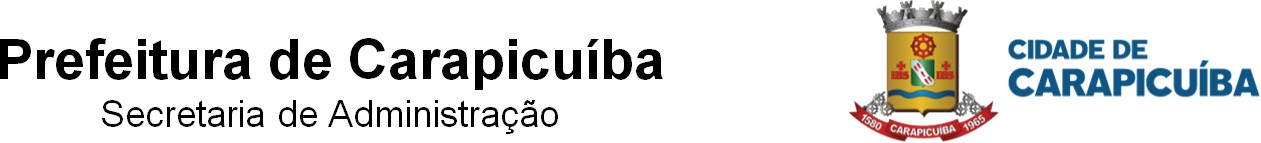 Prefeitura de Carapicuíba
Secretaria de Administração
CIDADE DE
CARAPICUÍBA
1580 CARAPICUIBA 1965